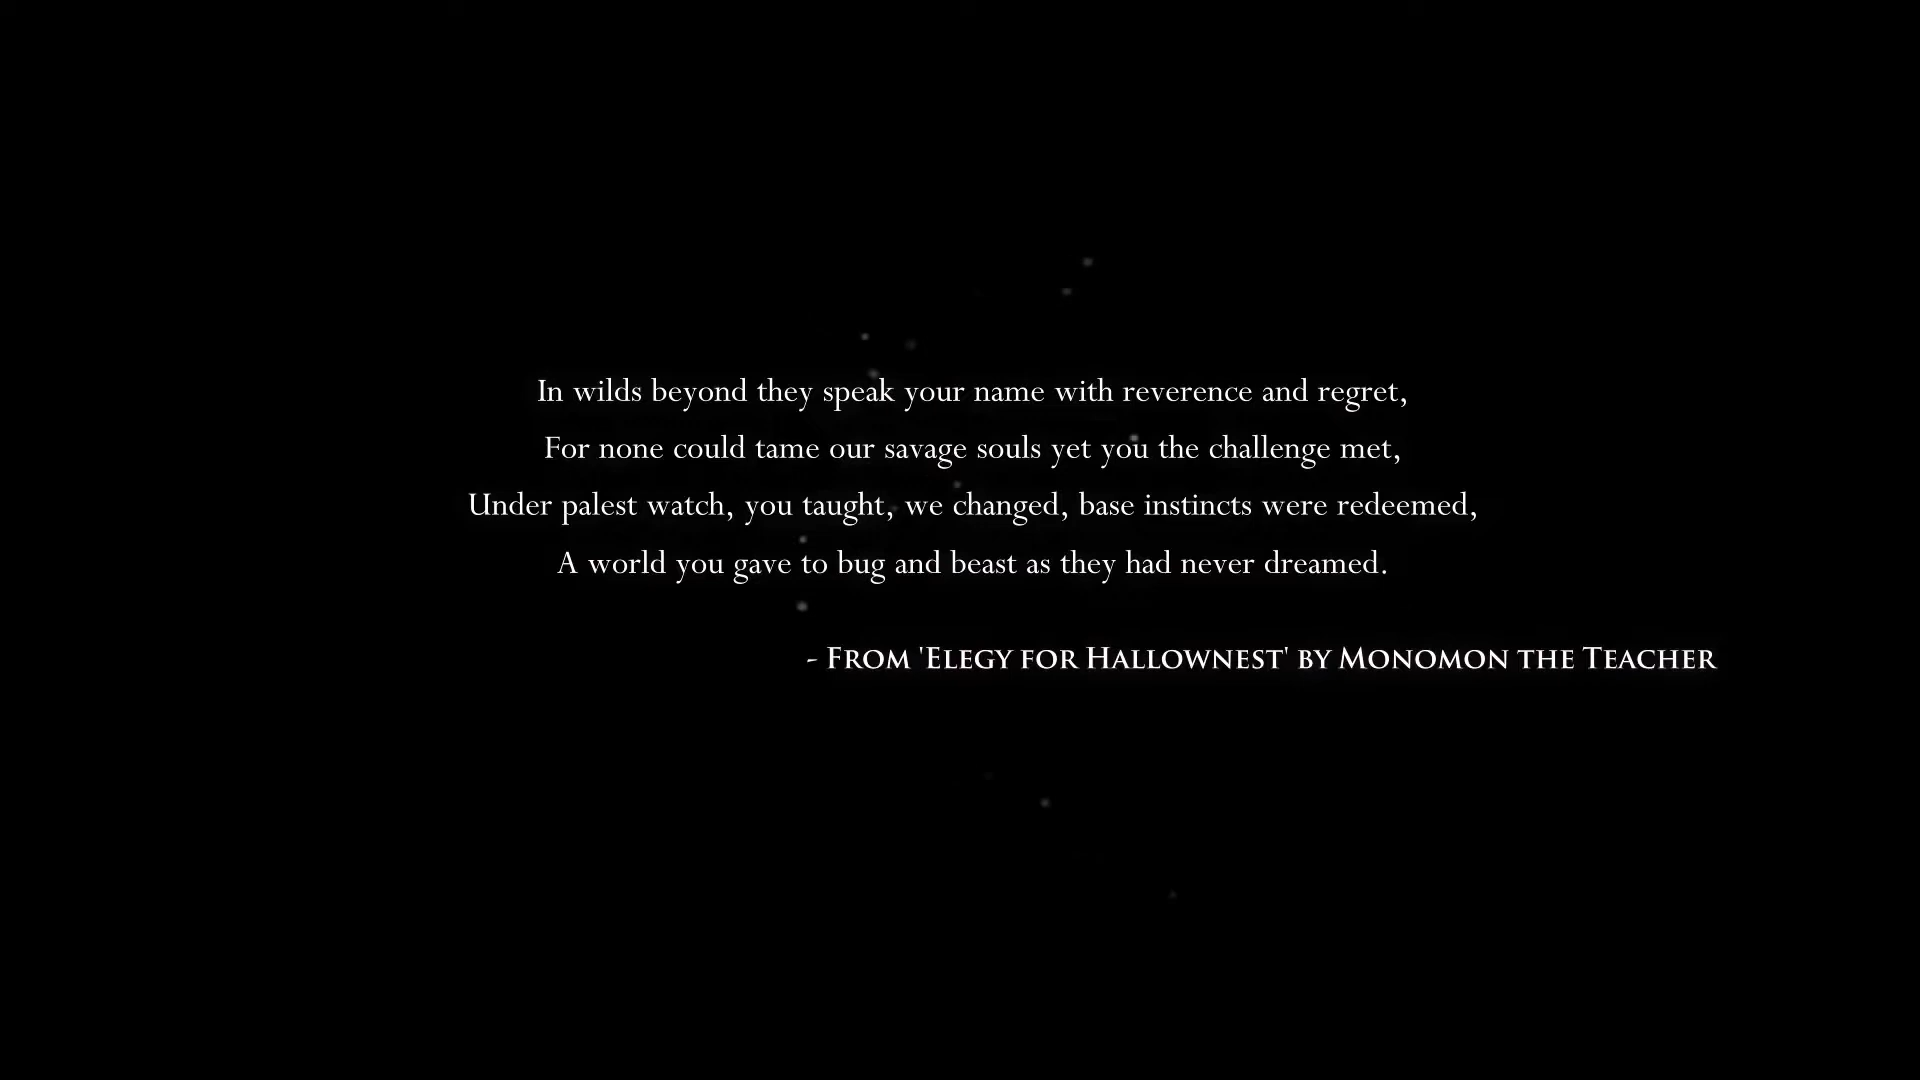 In wilds beyond they speak your name with reverence and regret,
For none could tame our savage souls yet you the challenge met,
Under palest watch, you taught, we changed, base instincts were redeemed,
A world you gave to bug and beast as they had never dreamed.
- From 'Elegy for Hallownest' by Monomon the Teacher